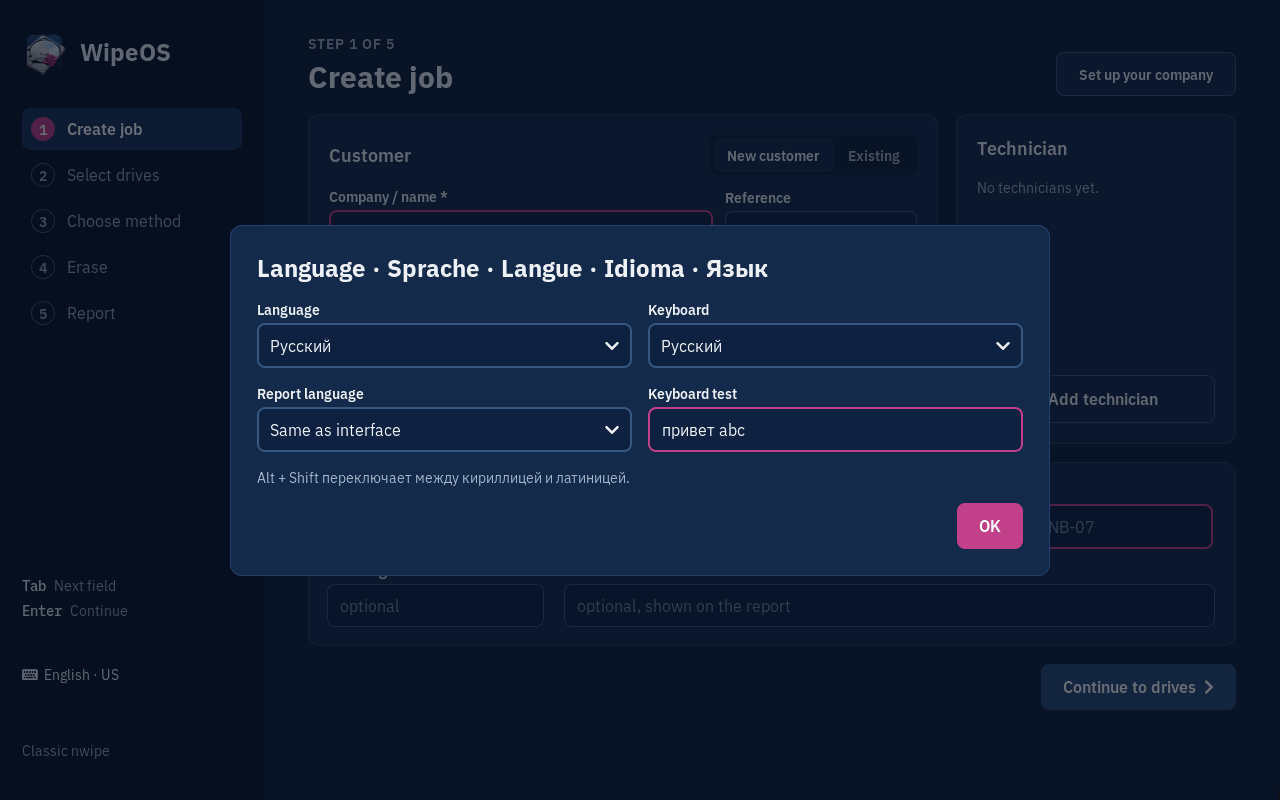 WipeOS
1 Create job
2 Select drives
3 Choose method
4 Erase
5 Report
Tab Next field
Enter Continue
English · US
Classic nwipe
STEP 1 OF 5
Create job
Set up your company
Customer
New customer Existing
Company / name *
Reference
Technician
No technicians yet.
Add technician
Language · Sprache · Langue · Idioma · Язык
Language
Русский
Keyboard
Русский
Report language
Same as interface
Keyboard test
привет abc
Alt + Shift переключает между кириллицей и латиницей.
OK
NB-07
optional
optional, shown on the report
Continue to drives